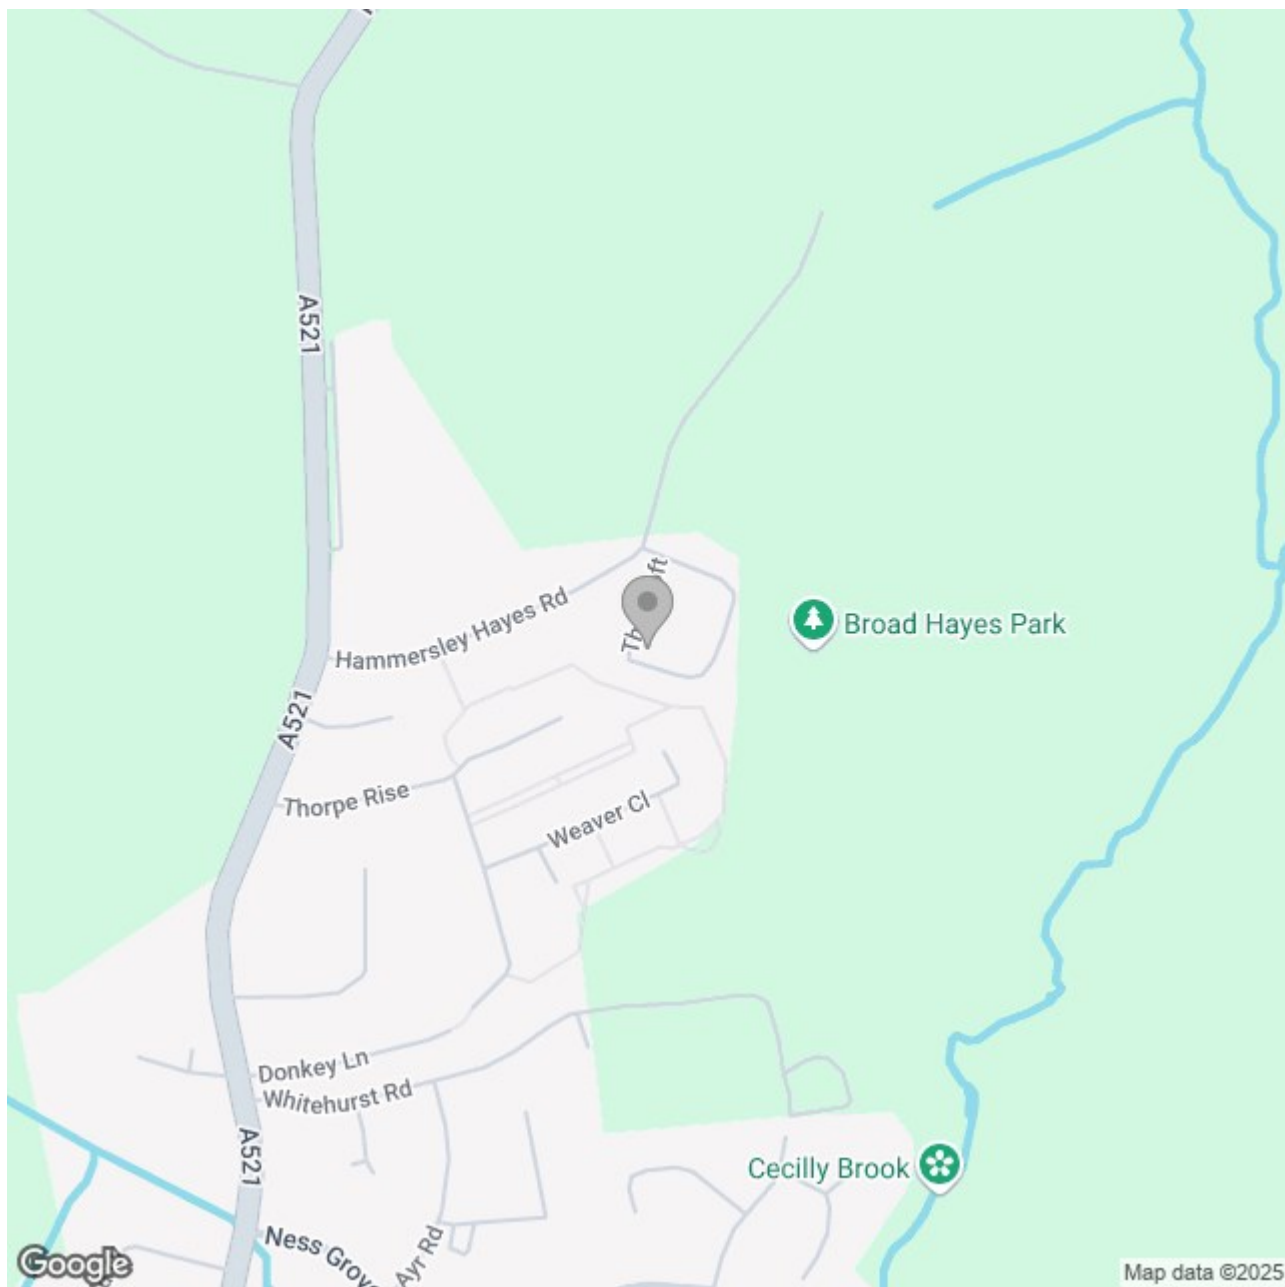 A521
Hammersley Hayes Rd
Broad Hayes Park
A521
Thorpe Rise
Weaver Cl
Donkey Ln
Whitehurst Rd
A521
Cecilly Brook
Ness Grove
Ayr Rd
Google
Map data ©2025